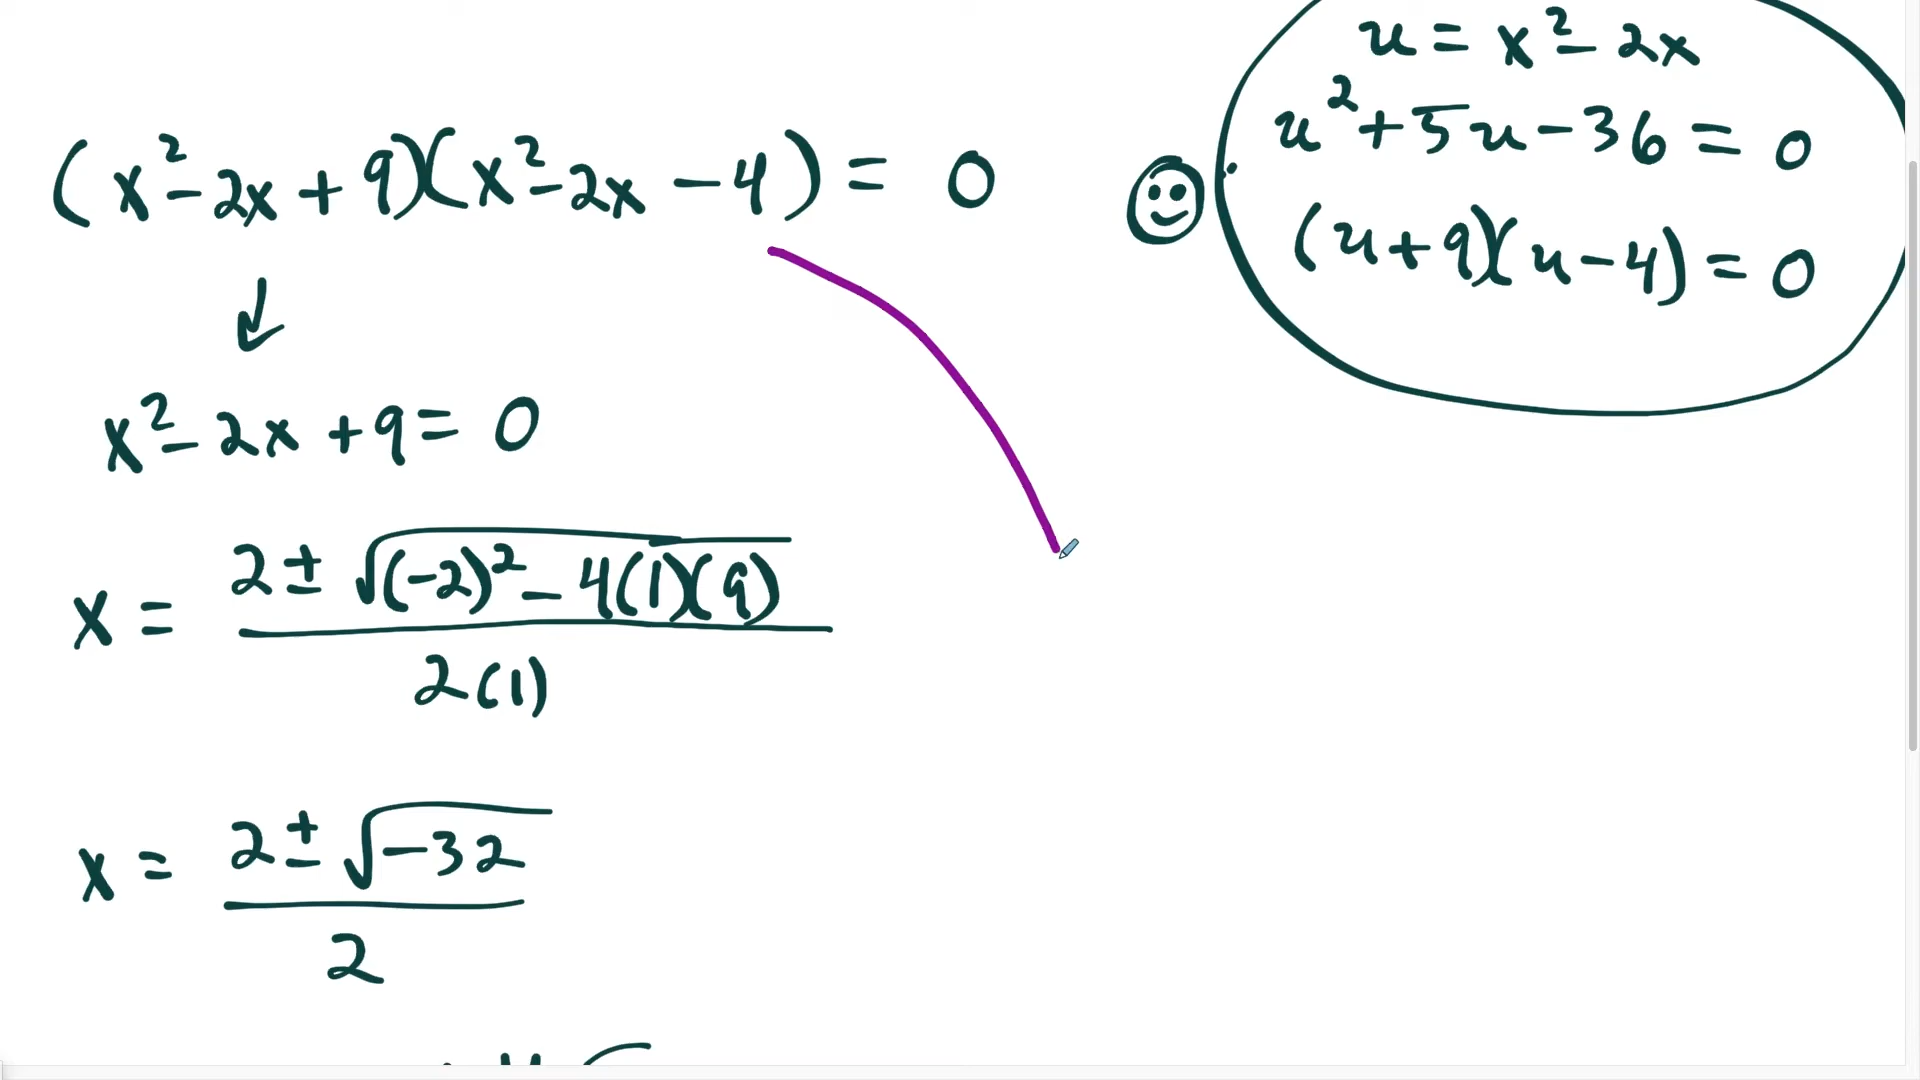 u = x² - 2x
u² + 5u - 36 = 0
(u + 9)(u - 4) = 0
(x² - 2x + 9)(x² - 2x - 4) = 0
x² - 2x + 9 = 0
x = (2 ± √((-2)² - 4(1)(9))) / 2(1)
x = (2 ± √(-32)) / 2